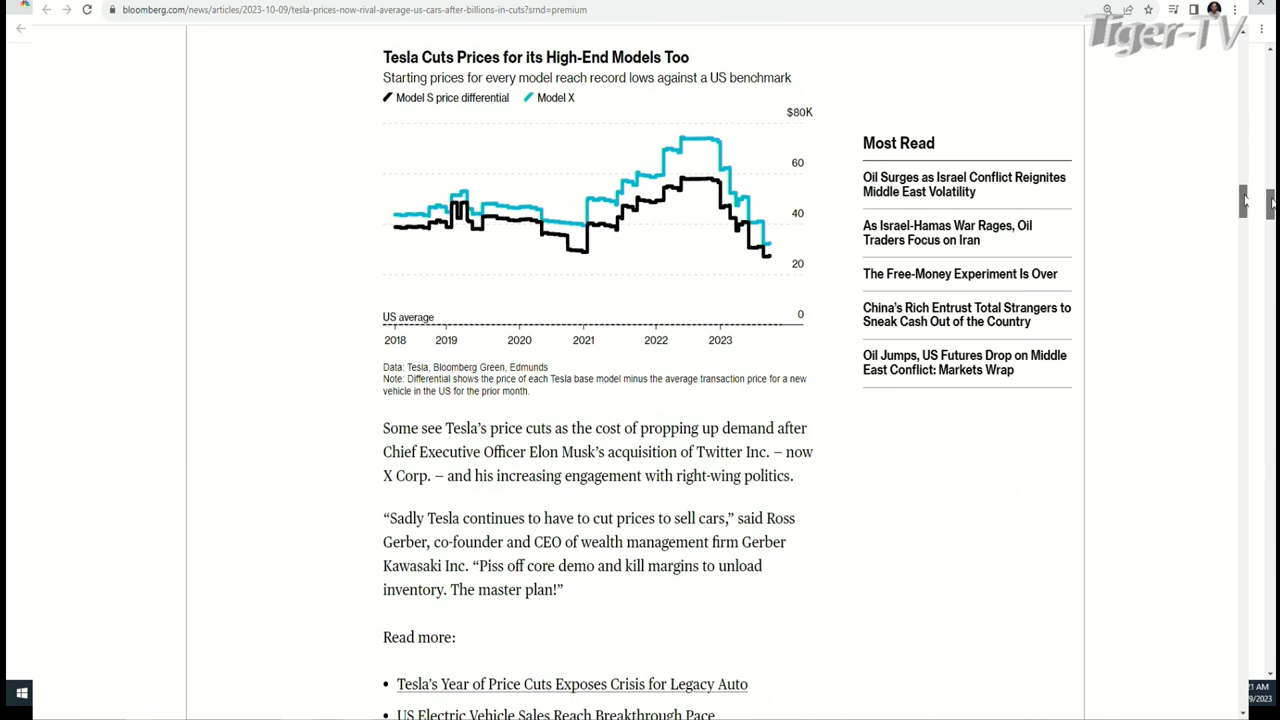 bloomberg.com/news/articles/2023-10-09/tesla-prices-now-rival-average-us-cars-after-billions-in-cuts?srnd=premium
Tiger-TV
Tesla Cuts Prices for its High-End Models Too
Starting prices for every model reach record lows against a US benchmark
Model S price differential Model X
$80K
60
40
20
0
US average
2018 2019 2020 2021 2022 2023
Data: Tesla, Bloomberg Green, Edmunds
Note: Differential shows the price of each Tesla base model minus the average transaction price for a new
vehicle in the US for the prior month.
Some see Tesla's price cuts as the cost of propping up demand after
Chief Executive Officer Elon Musk's acquisition of Twitter Inc. – now
X Corp. – and his increasing engagement with right-wing politics.
“Sadly Tesla continues to have to cut prices to sell cars,” said Ross
Gerber, co-founder and CEO of wealth management firm Gerber
Kawasaki Inc. “Piss off core demo and kill margins to unload
inventory. The master plan!”
Read more:
• Tesla's Year of Price Cuts Exposes Crisis for Legacy Auto
• US Electric Vehicle Sales Reach Breakthrough Pace
Most Read
Oil Surges as Israel Conflict Reignites
Middle East Volatility
As Israel-Hamas War Rages, Oil
Traders Focus on Iran
The Free-Money Experiment Is Over
China's Rich Entrust Total Strangers to
Sneak Cash Out of the Country
Oil Jumps, US Futures Drop on Middle
East Conflict: Markets Wrap
21 AM
9/2023